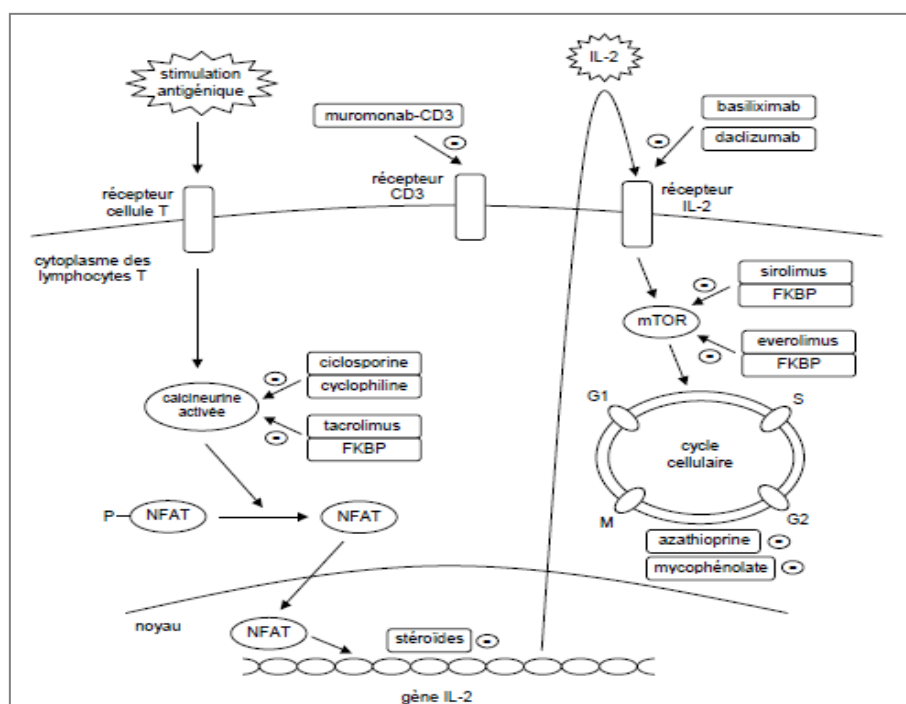 stimulation
antigénique
IL-2
muromonab-CD3
-
basiliximab
daclizumab
-
récepteur
cellule T
récepteur
CD3
récepteur
IL-2
cytoplasme des
lymphocytes T
sirolimus
FKBP
-
mTOR
everolimus
FKBP
-
calcineurine
activée
ciclosporine
cyclophiline
-
tacrolimus
FKBP
-
G1
S
cycle
cellulaire
M
G2
P
NFAT
NFAT
azathioprine
-
mycophénolate
-
noyau
NFAT
stéroïdes
-
gène IL-2